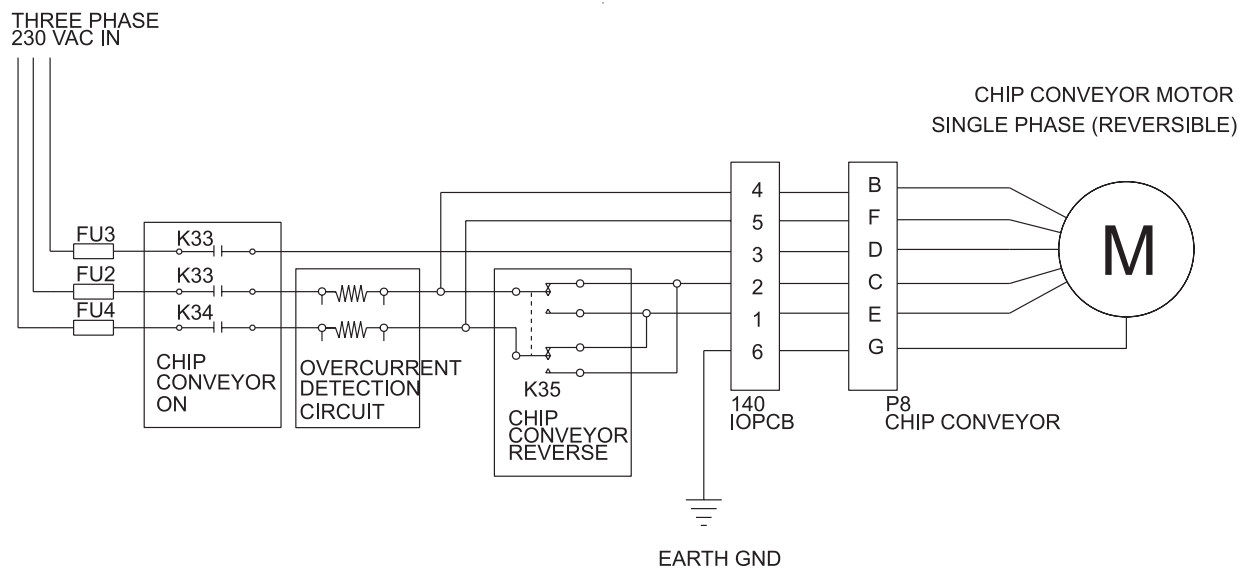 THREE PHASE
230 VAC IN
CHIP CONVEYOR MOTOR
SINGLE PHASE (REVERSIBLE)
FU3
K33
FU2
K33
FU4
K34
CHIP
CONVEYOR
ON
OVERCURRENT
DETECTION
CIRCUIT
K35
CHIP
CONVEYOR
REVERSE
4
5
3
2
1
6
140
IOPCB
B
F
D
C
E
G
P8
CHIP CONVEYOR
M
EARTH GND